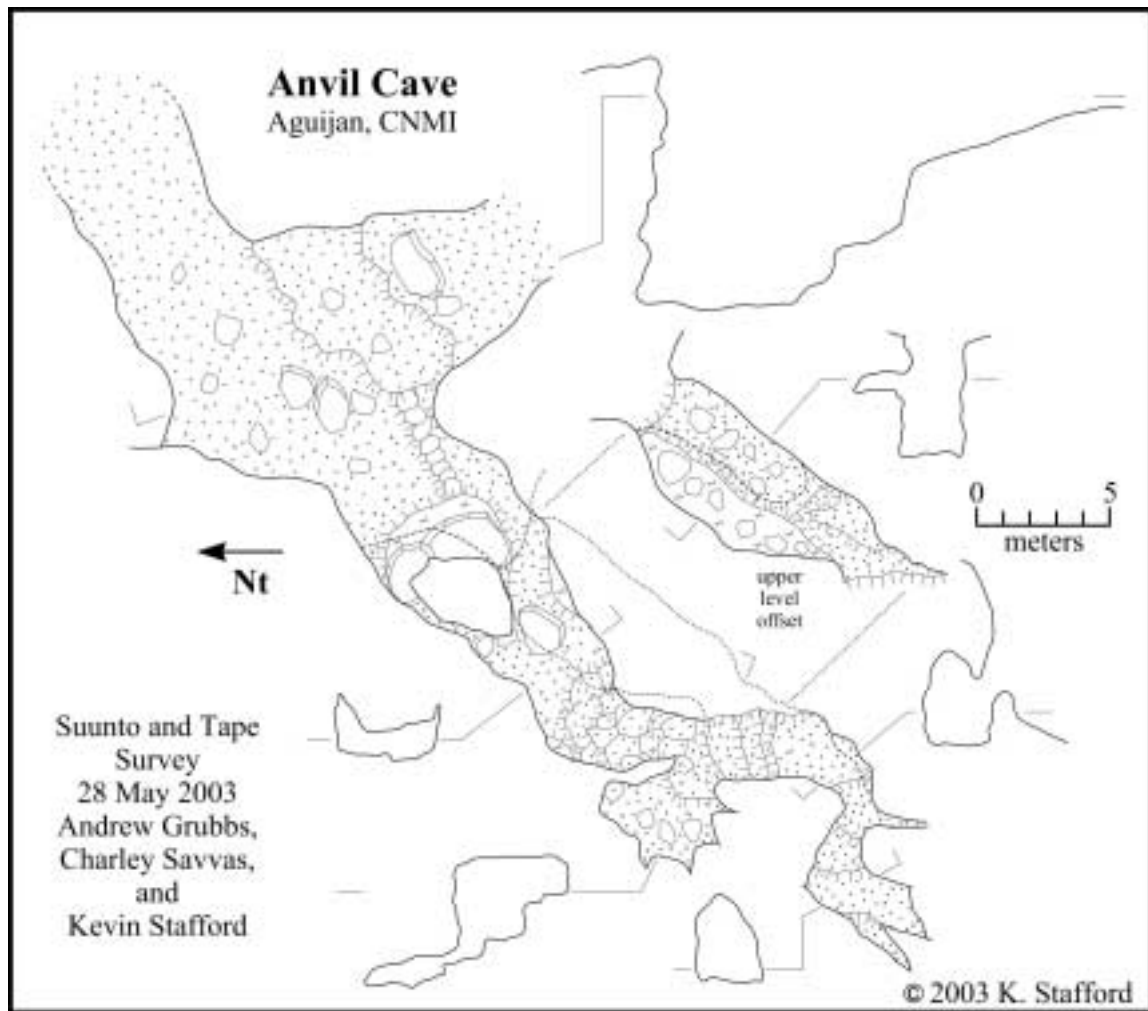 Anvil Cave
Aguijan, CNMI
0 5
meters
Nt
upper
level
offset
Suunto and Tape
Survey
28 May 2003
Andrew Grubbs,
Charley Savvas,
and
Kevin Stafford
© 2003 K. Stafford